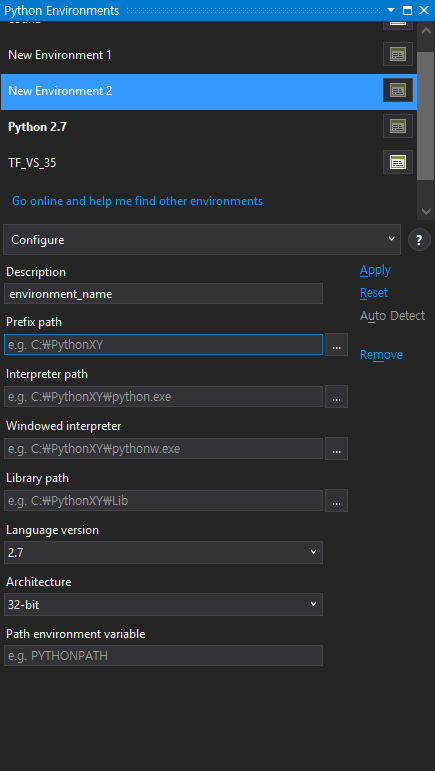 Python Environments
New Environment 1
New Environment 2
Python 2.7
TF_VS_35
Go online and help me find other environments
Configure
?
Description
Apply
environment_name
Reset
Prefix path
Auto Detect
e.g. C:₩PythonXY
...
Remove
Interpreter path
e.g. C:₩PythonXY₩python.exe
...
Windowed interpreter
e.g. C:₩PythonXY₩pythonw.exe
...
Library path
e.g. C:₩PythonXY₩Lib
...
Language version
2.7
Architecture
32-bit
Path environment variable
e.g. PYTHONPATH